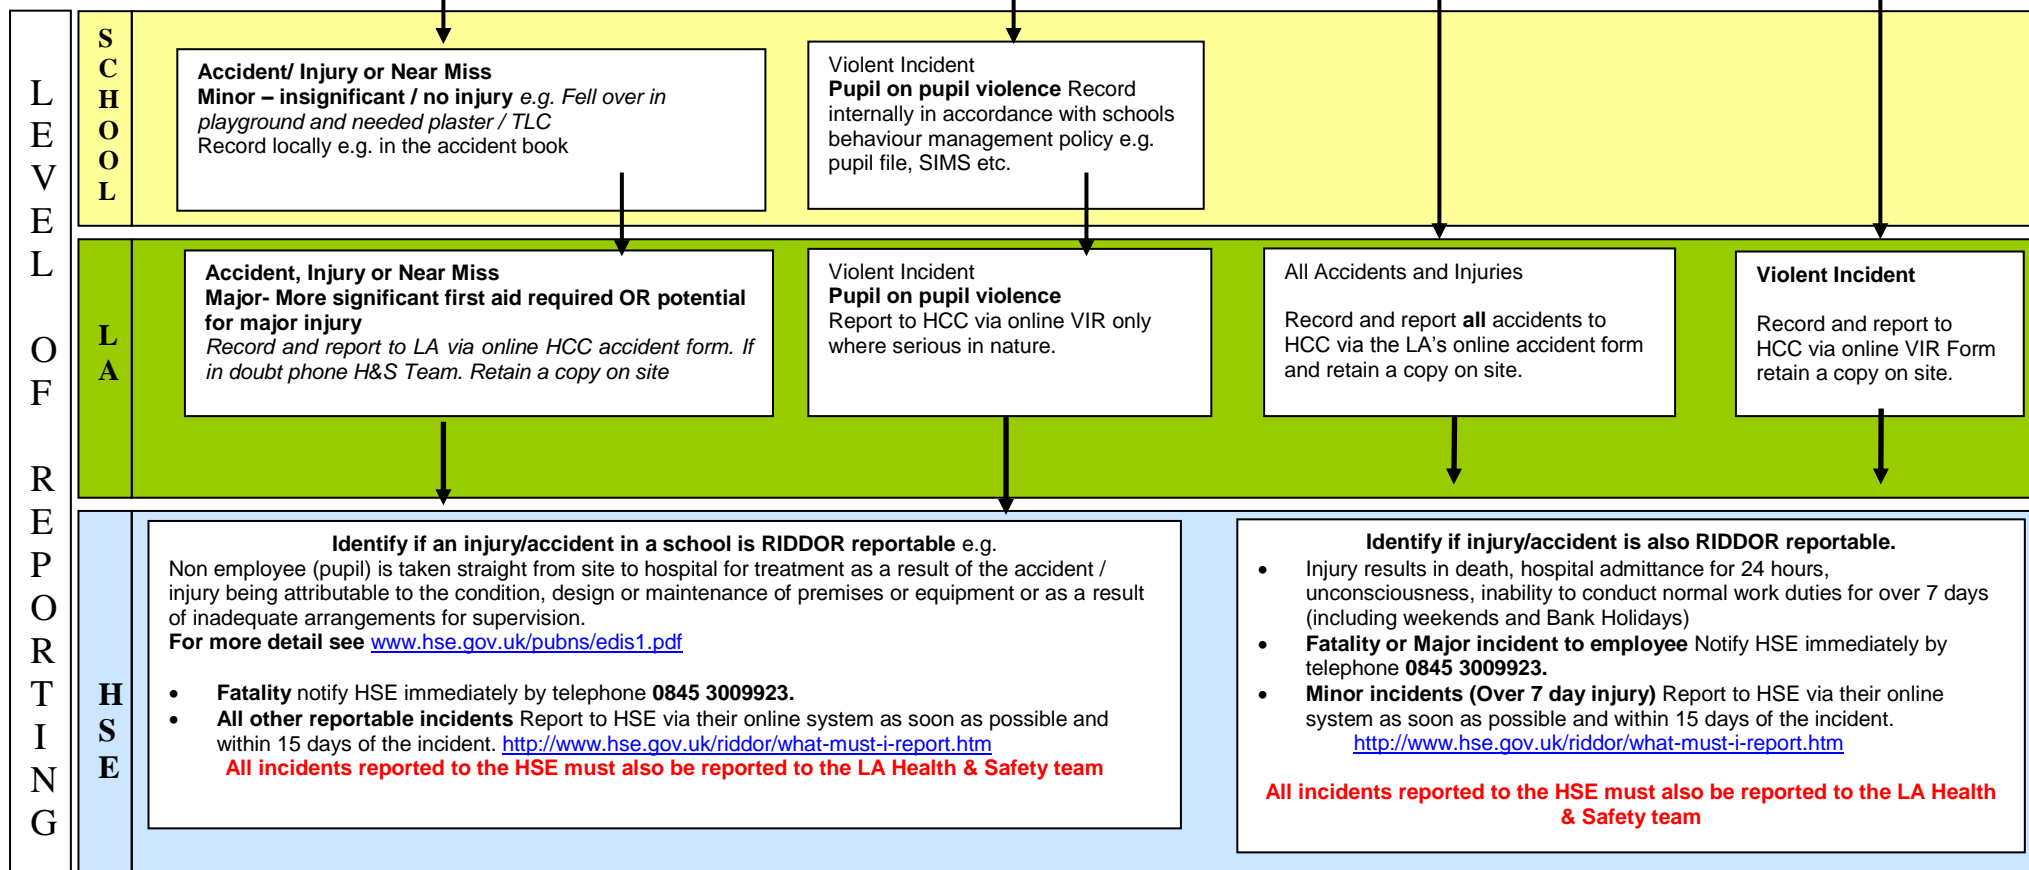 LEVEL OF REPORTING
SCHOOL
Accident/ Injury or Near Miss
Minor – insignificant / no injury e.g. Fell over in
playground and needed plaster / TLC
Record locally e.g. in the accident book
Violent Incident
Pupil on pupil violence Record
internally in accordance with schools
behaviour management policy e.g.
pupil file, SIMS etc.
LA
Accident, Injury or Near Miss
Major- More significant first aid required OR potential
for major injury
Record and report to LA via online HCC accident form. If
in doubt phone H&S Team. Retain a copy on site
Violent Incident
Pupil on pupil violence
Report to HCC via online VIR only
where serious in nature.
All Accidents and Injuries
Record and report all accidents to
HCC via the LA's online accident form
and retain a copy on site.
Violent Incident
Record and report to
HCC via online VIR Form
retain a copy on site.
HSE
Identify if an injury/accident in a school is RIDDOR reportable e.g.
Non employee (pupil) is taken straight from site to hospital for treatment as a result of the accident /
injury being attributable to the condition, design or maintenance of premises or equipment or as a result
of inadequate arrangements for supervision.
For more detail see www.hse.gov.uk/pubns/edis1.pdf
• Fatality notify HSE immediately by telephone 0845 3009923.
• All other reportable incidents Report to HSE via their online system as soon as possible and
within 15 days of the incident. http://www.hse.gov.uk/riddor/what-must-i-report.htm
All incidents reported to the HSE must also be reported to the LA Health & Safety team
Identify if injury/accident is also RIDDOR reportable.
• Injury results in death, hospital admittance for 24 hours,
unconsciousness, inability to conduct normal work duties for over 7 days
(including weekends and Bank Holidays)
• Fatality or Major incident to employee Notify HSE immediately by
telephone 0845 3009923.
• Minor incidents (Over 7 day injury) Report to HSE via their online
system as soon as possible and within 15 days of the incident.
http://www.hse.gov.uk/riddor/what-must-i-report.htm
All incidents reported to the HSE must also be reported to the LA Health
& Safety team